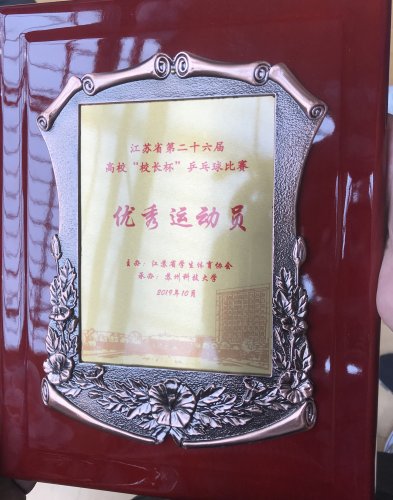 江苏省第二十六届
高校“校长杯”乒乓球比赛
优秀运动员
主办：江苏省学生体育协会
承办：苏州科技大学
2019年10月